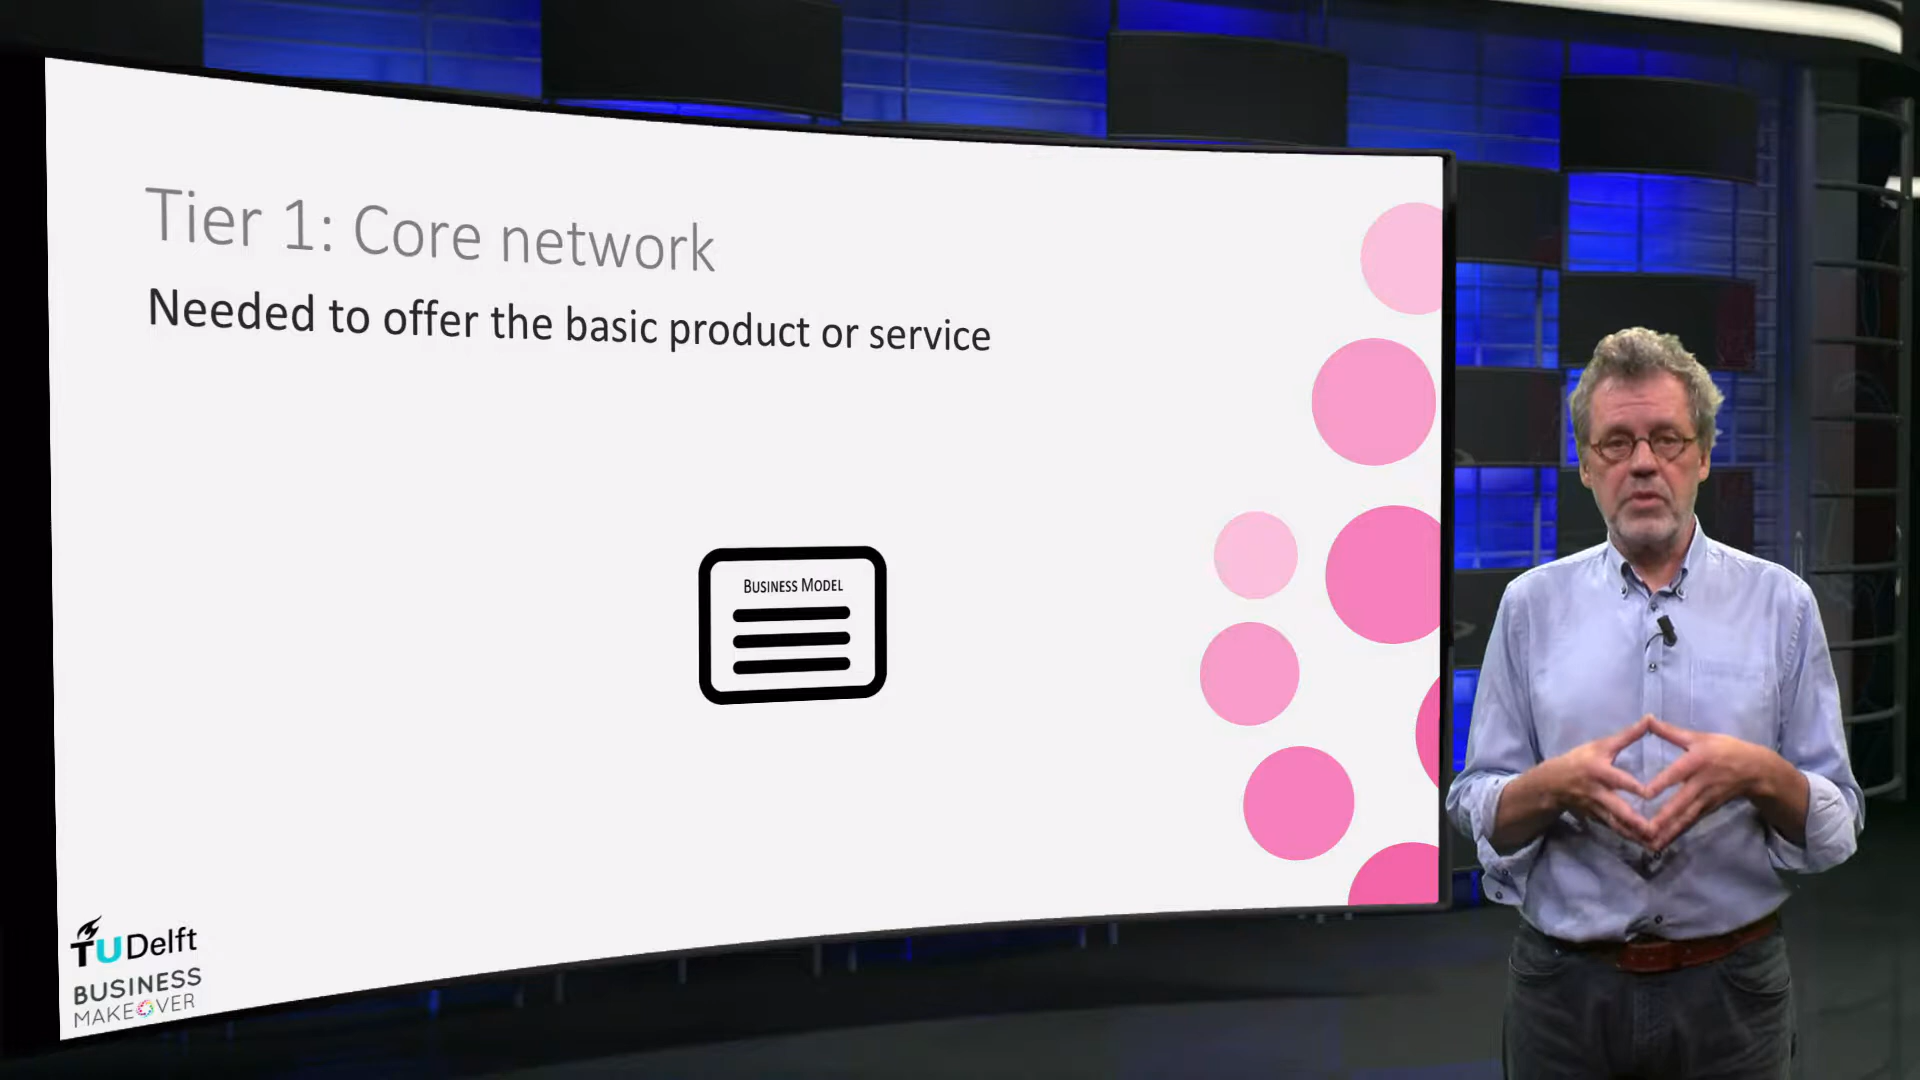 Tier 1: Core network
Needed to offer the basic product or service
BUSINESS MODEL
TUDelft
BUSINESS
MAKEOVER